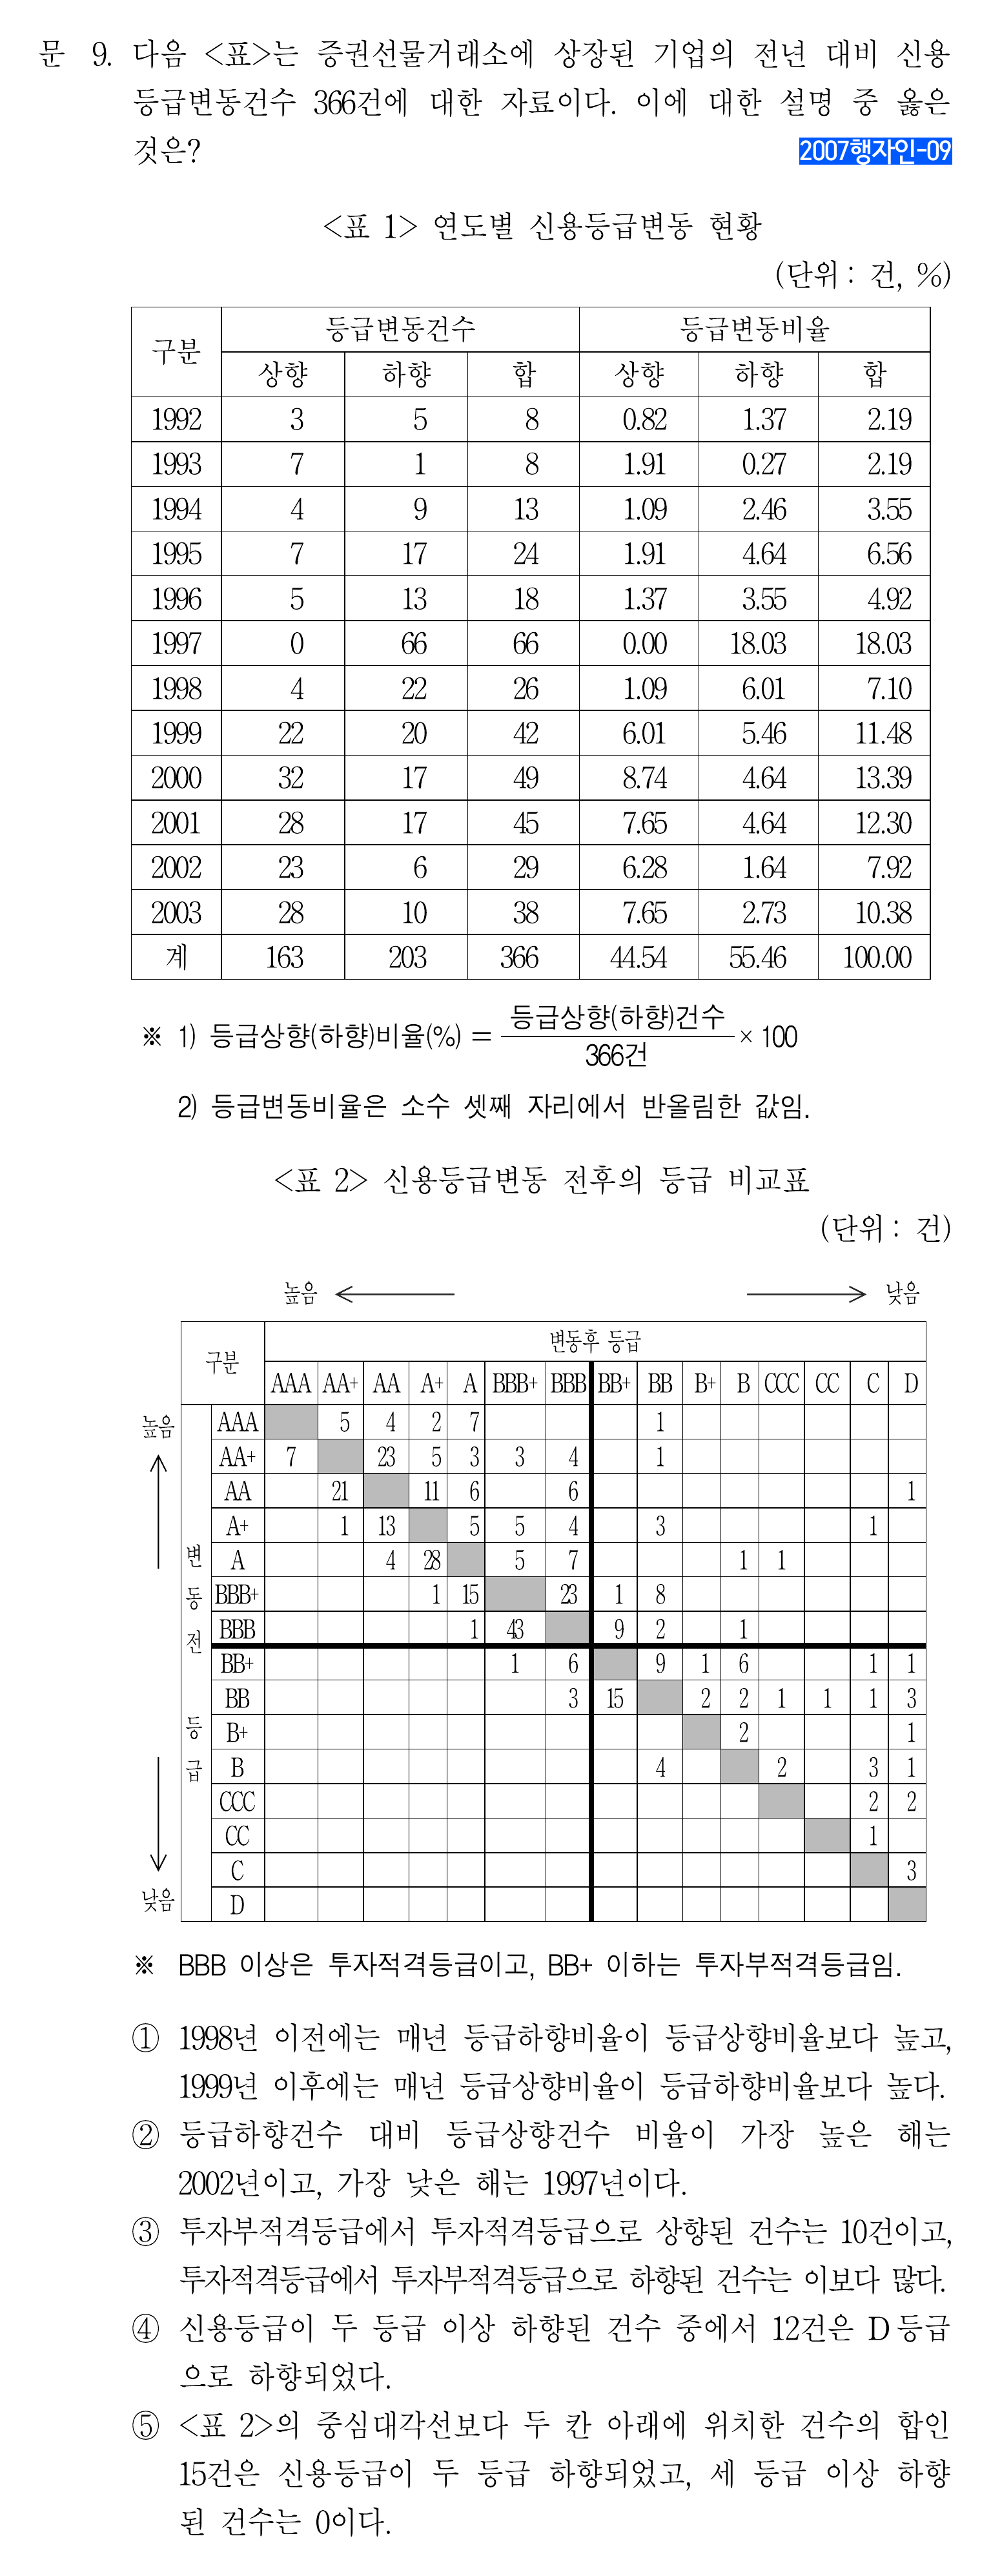 문 9. 다음 <표>는 증권선물거래소에 상장된 기업의 전년 대비 신용
등급변동건수 366건에 대한 자료이다. 이에 대한 설명 중 옳은
것은?
2007행자인-09
<표 1> 연도별 신용등급변동 현황
(단위 : 건, %)
구분 등급변동건수 등급변동비율
상향 하향 합 상향 하향 합
1992 3 5 8 0.82 1.37 2.19
1993 7 1 8 1.91 0.27 2.19
1994 4 9 13 1.09 2.46 3.55
1995 7 17 24 1.91 4.64 6.56
1996 5 13 18 1.37 3.55 4.92
1997 0 66 66 0.00 18.03 18.03
1998 4 22 26 1.09 6.01 7.10
1999 22 20 42 6.01 5.46 11.48
2000 32 17 49 8.74 4.64 13.39
2001 28 17 45 7.65 4.64 12.30
2002 23 6 29 6.28 1.64 7.92
2003 28 10 38 7.65 2.73 10.38
계 163 203 366 44.54 55.46 100.00
※ 1) 등급상향(하향)비율(%) = 등급상향(하향)건수 / 366건 × 100
2) 등급변동비율은 소수 셋째 자리에서 반올림한 값임.
<표 2> 신용등급변동 전후의 등급 비교표
(단위 : 건)
높음 ← → 낮음
구분 변동후 등급
AAA AA+ AA A+ A BBB+ BBB BB+ BB B+ B CCC CC C D
높음
변동전 등급
AAA 5 4 2 7 1
AA+ 7 23 5 3 3 4 1
AA 21 11 6 6 1
A+ 1 13 5 5 4 3 1
A 4 28 5 7 1 1
BBB+ 1 15 23 1 8
BBB 1 43 9 2 1
BB+ 1 6 9 1 6 1 1
BB 3 15 2 2 1 1 1 3
B+ 2 1
B 4 2 3 1
CCC 2 2
CC 1
C 3
D
낮음
※ BBB 이상은 투자적격등급이고, BB+ 이하는 투자부적격등급임.
① 1998년 이전에는 매년 등급하향비율이 등급상향비율보다 높고,
1999년 이후에는 매년 등급상향비율이 등급하향비율보다 높다.
② 등급하향건수 대비 등급상향건수 비율이 가장 높은 해는
2002년이고, 가장 낮은 해는 1997년이다.
③ 투자부적격등급에서 투자적격등급으로 상향된 건수는 10건이고,
투자적격등급에서 투자부적격등급으로 하향된 건수는 이보다 많다.
④ 신용등급이 두 등급 이상 하향된 건수 중에서 12건은 D등급
으로 하향되었다.
⑤ <표 2>의 중심대각선보다 두 칸 아래에 위치한 건수의 합인
15건은 신용등급이 두 등급 하향되었고, 세 등급 이상 하향
된 건수는 0이다.